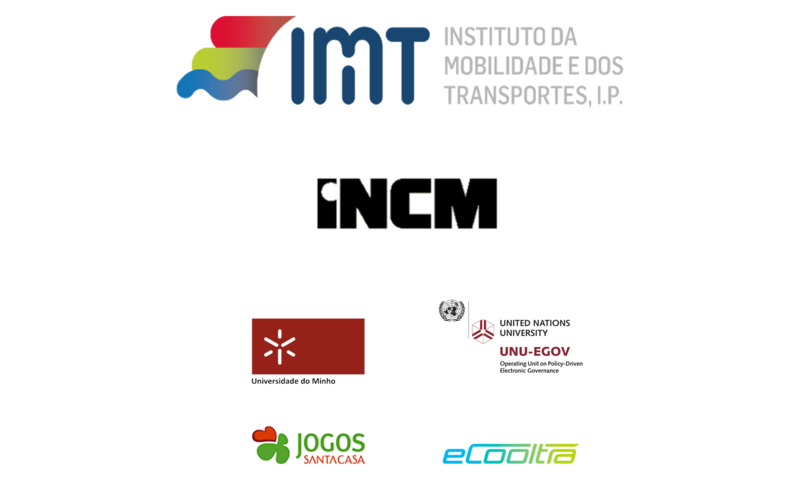 IMT
INSTITUTO DA
MOBILIDADE E DOS
TRANSPORTES, I.P.
iNCM
Universidade do Minho
UNITED NATIONS
UNIVERSITY
UNU-EGOV
Operating Unit on Policy-Driven
Electronic Governance
JOGOS
SANTACASA
eCooltra